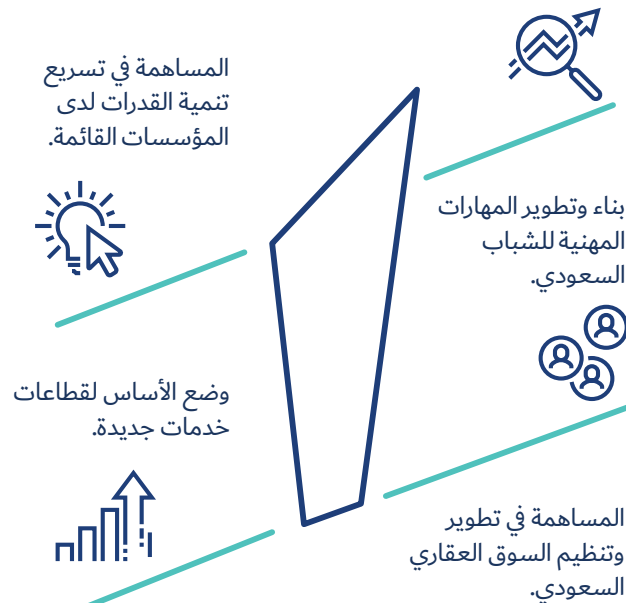 المساهمة في تسريع
تنمية القدرات لدى
المؤسسات القائمة.
بناء وتطوير المهارات
المهنية للشباب
السعودي.
وضع الأساس لقطاعات
خدمات جديدة.
المساهمة في تطوير
وتنظيم السوق العقاري
السعودي.